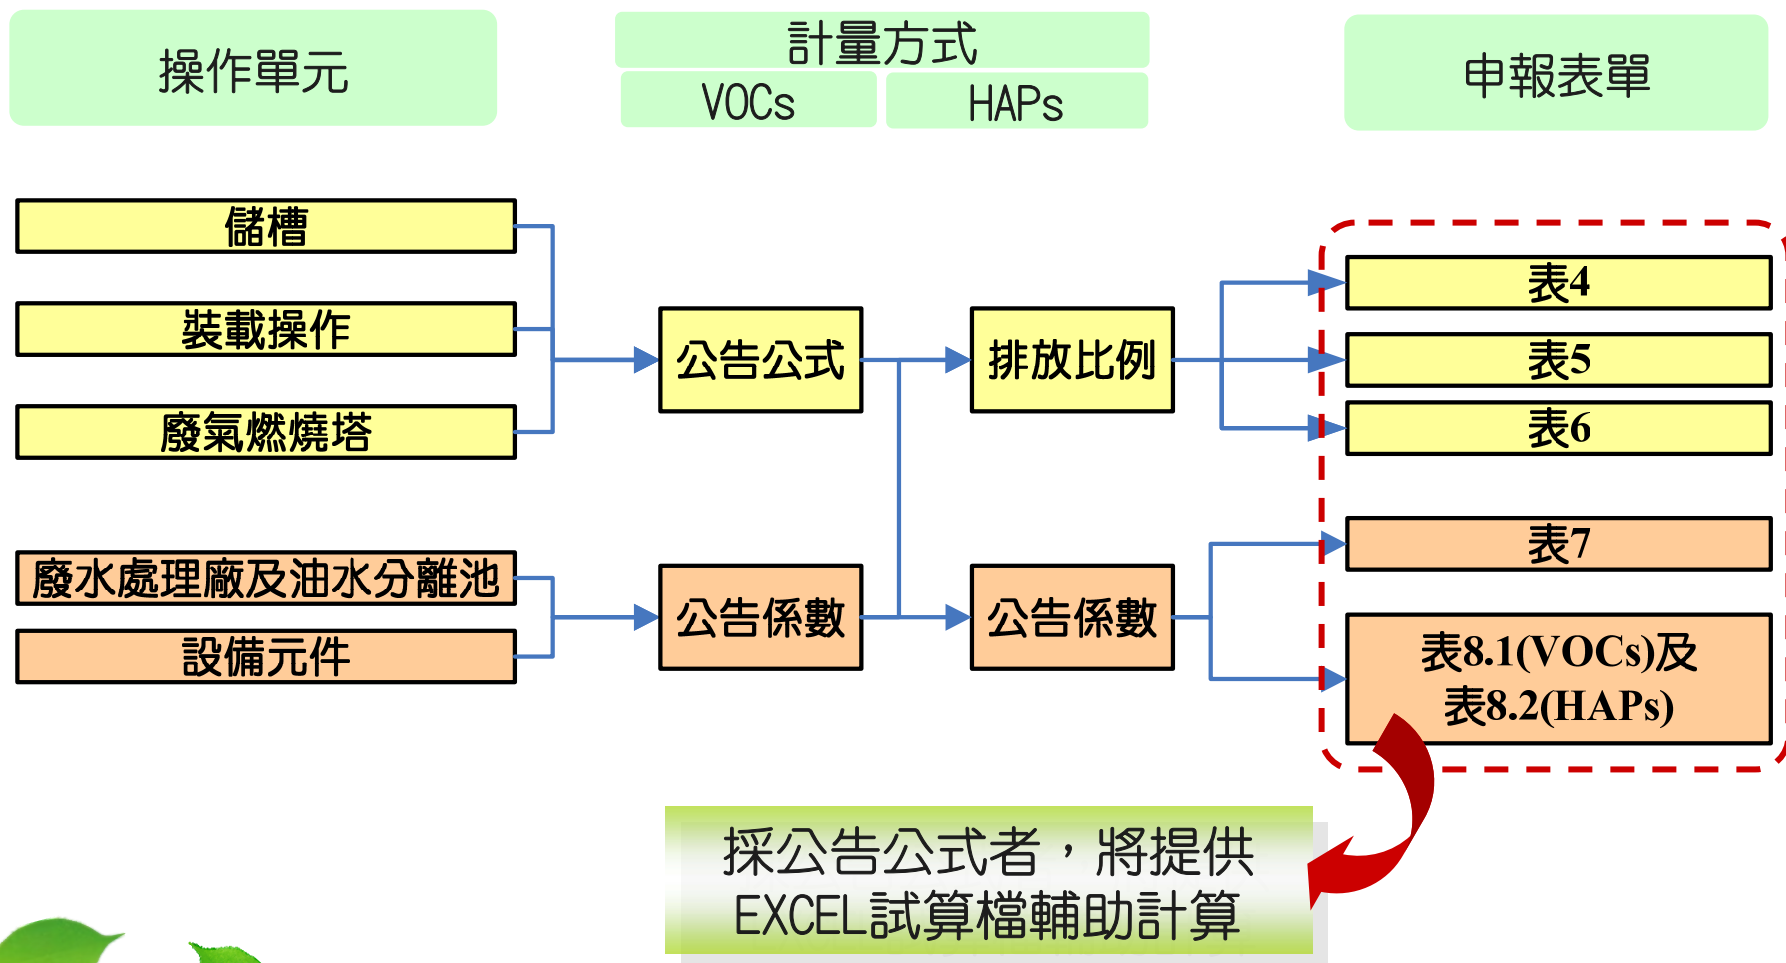 操作單元
計量方式
VOCs
HAPs
申報表單
儲槽
裝載操作
廢氣燃燒塔
公告公式
排放比例
表4
表5
表6
廢水處理廠及油水分離池
設備元件
公告係數
公告係數
表7
表8.1(VOCs)及
表8.2(HAPs)
採公告公式者，將提供
EXCEL試算檔輔助計算